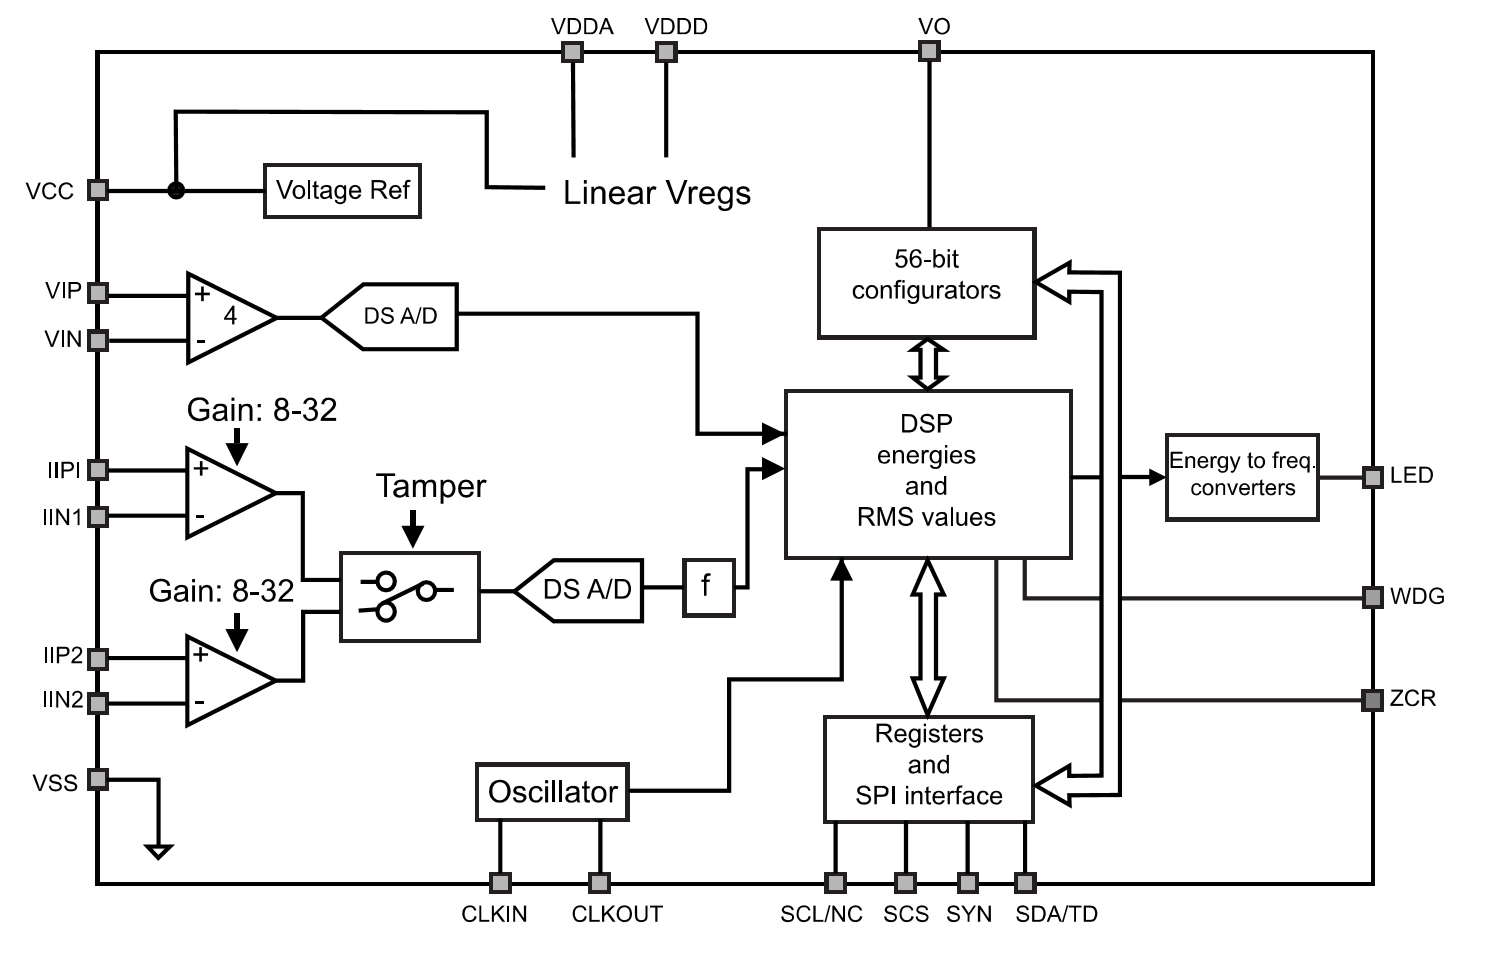 VDDA VDDD VO
VCC
Voltage Ref
Linear Vregs
56-bit
configurators
VIP
VIN
+
4
-
DS A/D
Gain: 8-32
IIPI
IIN1
+
-
Tamper
DSP
energies
and
RMS values
Energy to freq.
converters
LED
Gain: 8-32
DS A/D
f
WDG
IIP2
IIN2
+
-
ZCR
VSS
Oscillator
Registers
and
SPI interface
CLKIN CLKOUT SCL/NC SCS SYN SDA/TD